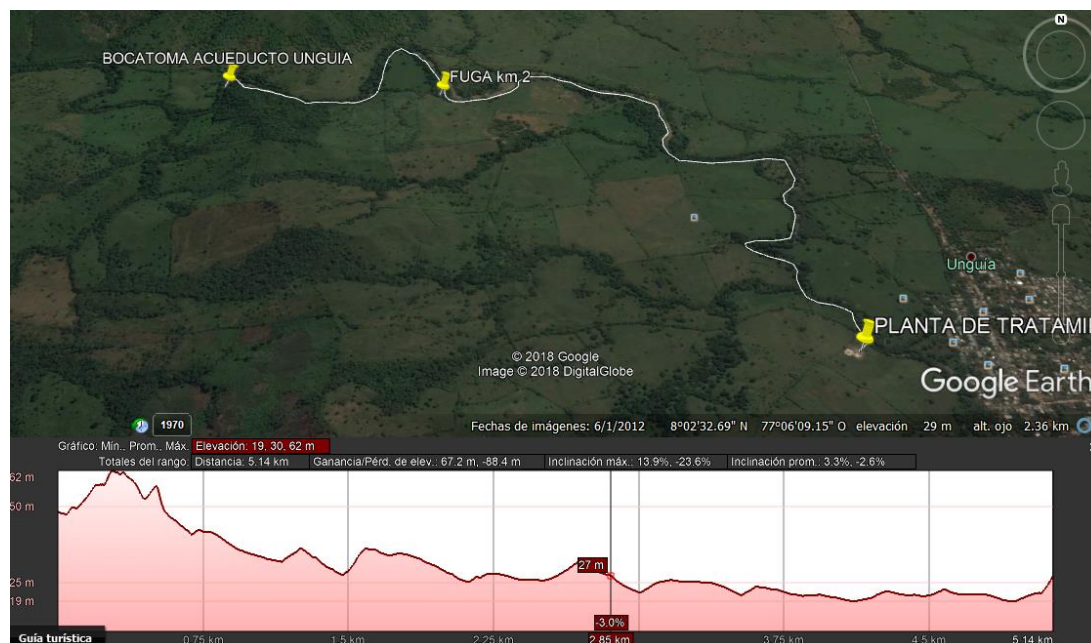 N
BOCATOMA ACUEDUCTO UNGUIA
FUGA km 2
Unguía
PLANTA DE TRATAMI
© 2018 Google
Image © 2018 DigitalGlobe
Google Earth
1970
Fechas de imágenes: 6/1/2012 8°02'32.69" N 77°06'09.15" O elevación 29 m alt. ojo 2.36 km
Gráfico: Mín., Prom., Máx. Elevación: 19, 30, 62 m
Totales del rango: Distancia: 5.14 km Ganancia/Pérd. de elev.: 67.2 m, -88.4 m Inclinación máx.: 13.9%, -23.6% Inclinación prom.: 3.3%, -2.6%
62 m
50 m
27 m
25 m
19 m
-3.0%
Guía turística 0.75 km 1.5 km 2.25 km 2.85 km 3.75 km 4.5 km 5.14 km